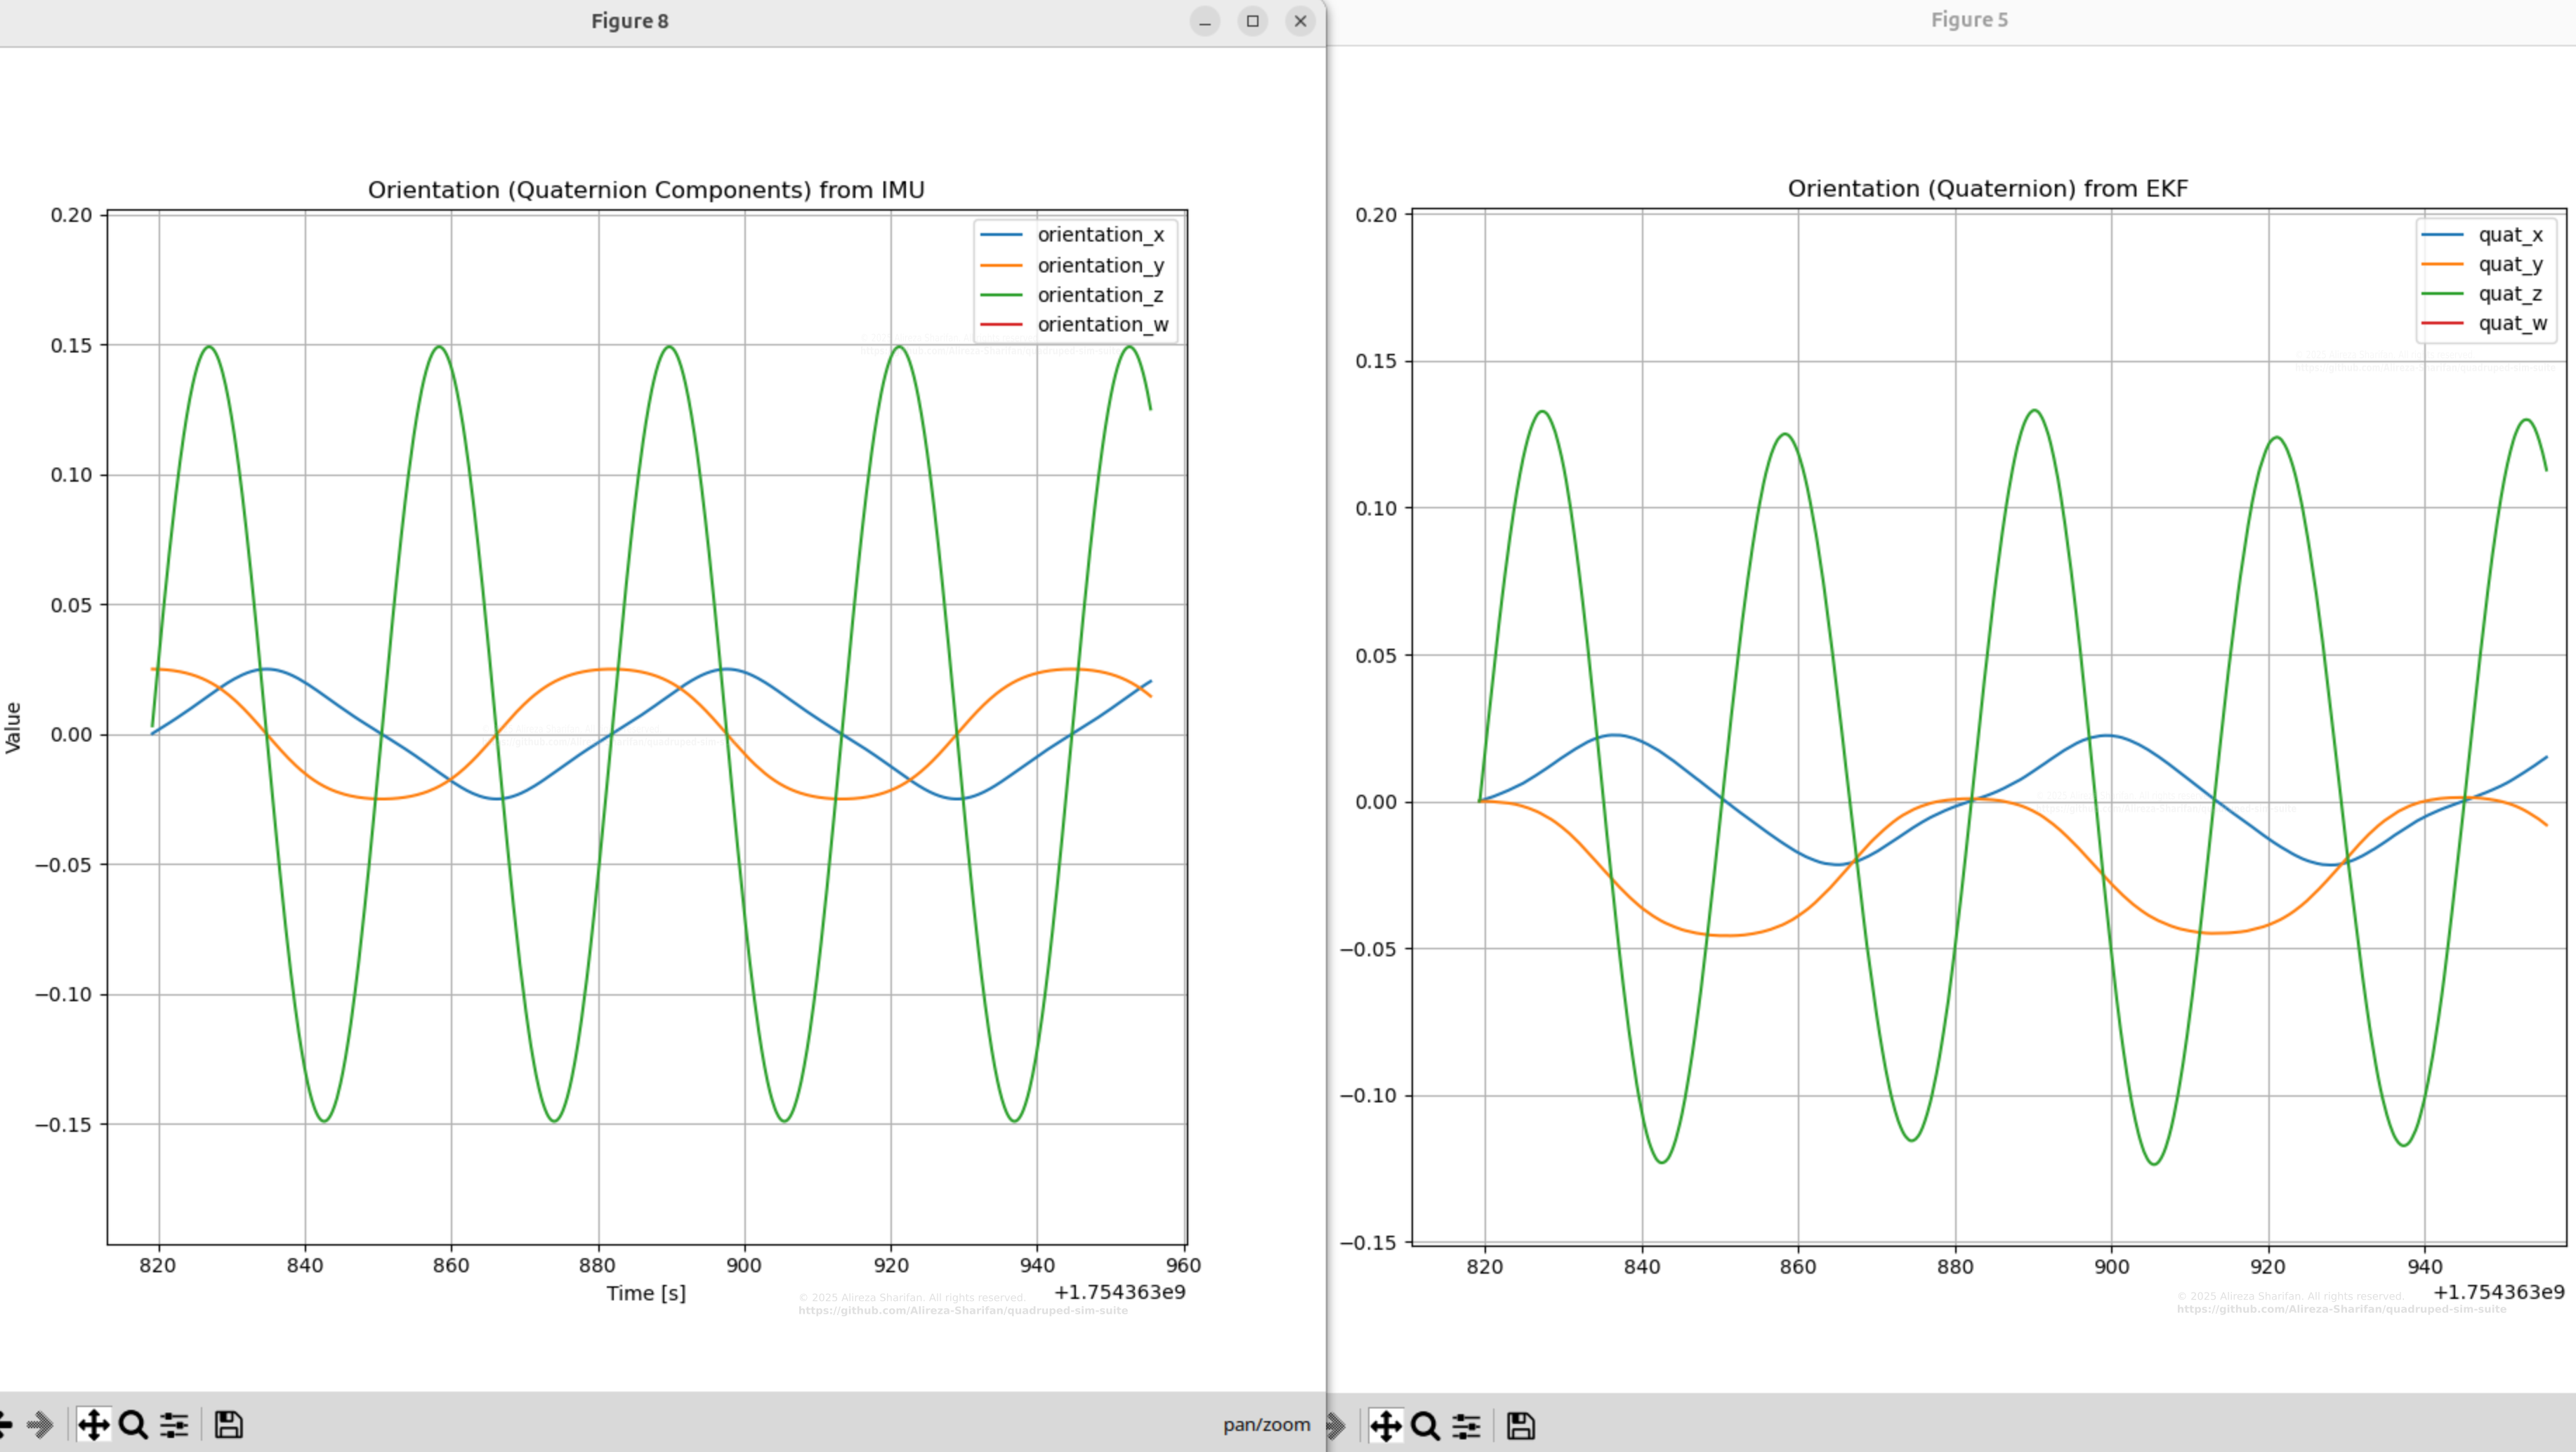 Figure 8
Orientation (Quaternion Components) from IMU
0.20
0.15
0.10
0.05
0.00
−0.05
−0.10
−0.15
Value
orientation_x
orientation_y
orientation_z
orientation_w
820 840 860 880 900 920 940 960
Time [s]
+1.754363e9
© 2025 Alireza Sharifan. All rights reserved.
https://github.com/Alireza-Sharifan/quadruped-sim-suite
pan/zoom
Figure 5
Orientation (Quaternion) from EKF
0.20
0.15
0.10
0.05
0.00
−0.05
−0.10
−0.15
quat_x
quat_y
quat_z
quat_w
820 840 860 880 900 920 940
+1.754363e9
© 2025 Alireza Sharifan. All rights reserved.
https://github.com/Alireza-Sharifan/quadruped-sim-suite